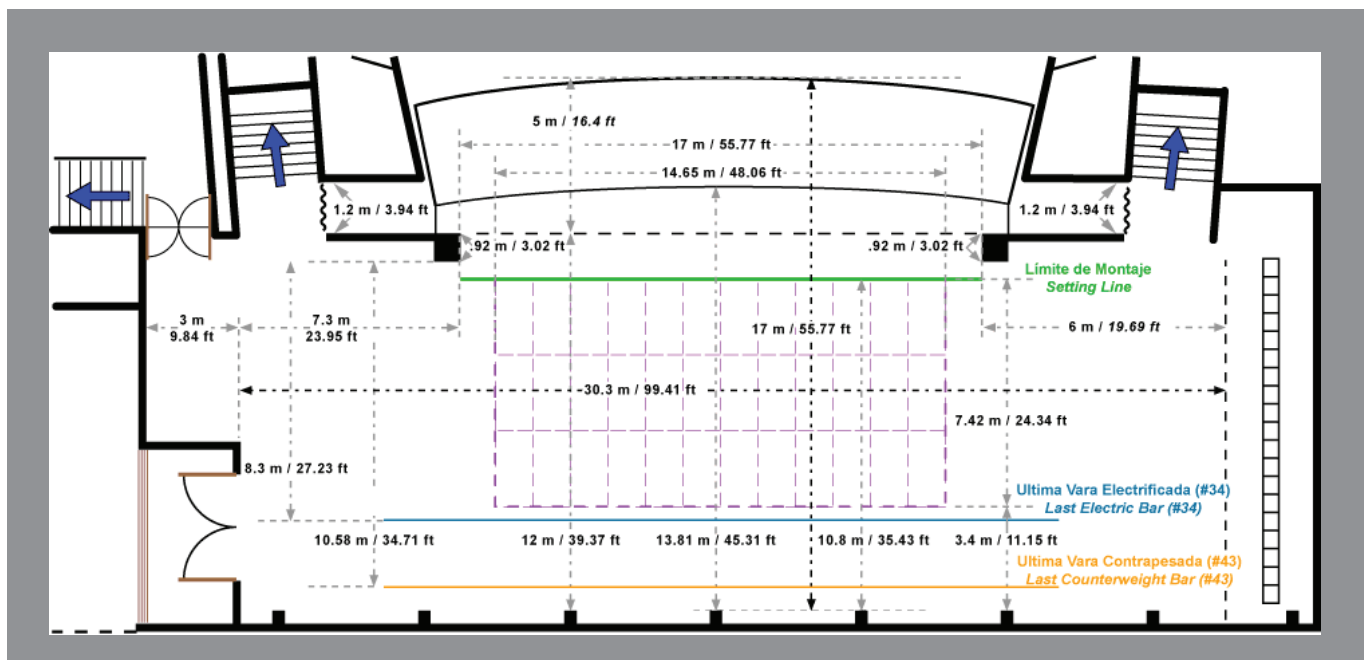 5 m / 16.4 ft
17 m / 55.77 ft
14.65 m / 48.06 ft
1.2 m / 3.94 ft
1.2 m / 3.94 ft
.92 m / 3.02 ft
.92 m / 3.02 ft
Límite de Montaje
Setting Line
3 m
9.84 ft
7.3 m
23.95 ft
17 m / 55.77 ft
6 m / 19.69 ft
30.3 m / 99.41 ft
7.42 m / 24.34 ft
8.3 m / 27.23 ft
Ultima Vara Electrificada (#34)
Last Electric Bar (#34)
10.58 m / 34.71 ft
12 m / 39.37 ft
13.81 m / 45.31 ft
10.8 m / 35.43 ft
3.4 m / 11.15 ft
Ultima Vara Contrapesada (#43)
Last Counterweight Bar (#43)